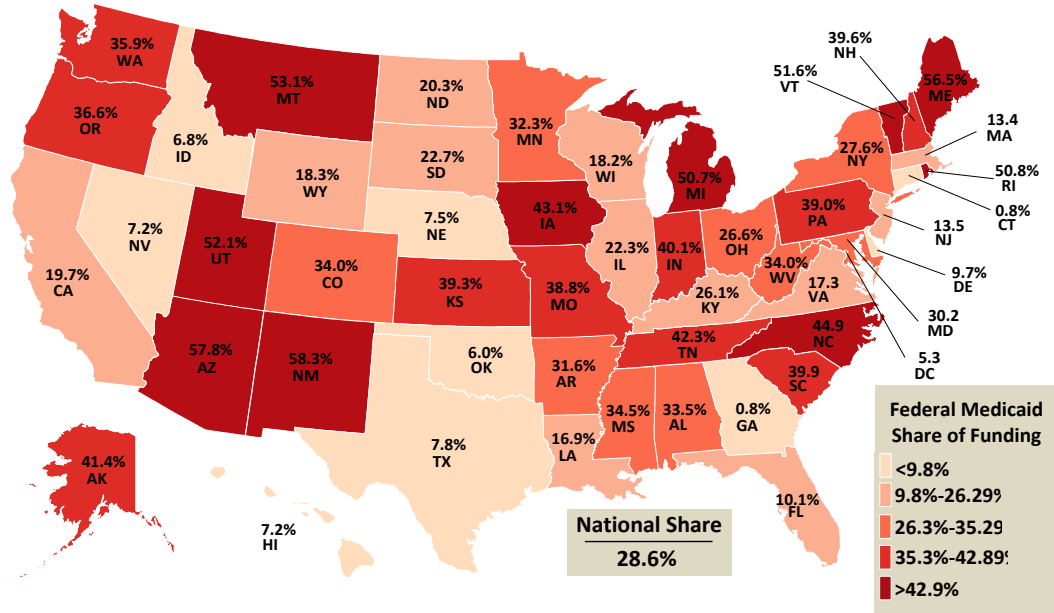 35.9%
WA
36.6%
OR
6.8%
ID
53.1%
MT
20.3%
ND
32.3%
MN
22.7%
SD
18.3%
WY
18.2%
WI
50.7%
MI
39.6%
NH
51.6%
VT
56.5%
ME
13.4
MA
27.6%
NY
50.8%
RI
0.8%
CT
13.5
NJ
9.7%
DE
30.2
MD
5.3
DC
7.2%
NV
19.7%
CA
52.1%
UT
34.0%
CO
7.5%
NE
43.1%
IA
39.3%
KS
38.8%
MO
22.3%
IL
40.1%
IN
26.6%
OH
39.0%
PA
34.0%
WV
17.3
VA
26.1%
KY
42.3%
TN
44.9
NC
39.9
SC
57.8%
AZ
58.3%
NM
6.0%
OK
31.6%
AR
34.5%
MS
33.5%
AL
0.8%
GA
7.8%
TX
16.9%
LA
10.1%
FL
41.4%
AK
7.2%
HI
National Share
28.6%
Federal Medicaid
Share of Funding
<9.8%
9.8%-26.29%
26.3%-35.29
35.3%-42.89%
>42.9%